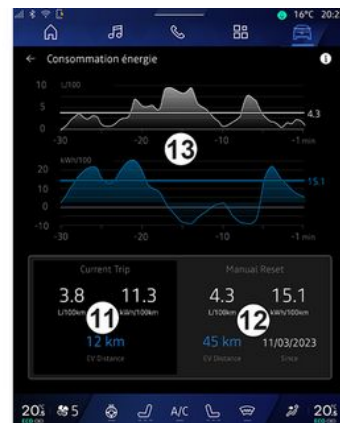 16°C 20:2
← Consommation énergie
10 L/100
5
4.3
0
-30 -20 -10 -1 min
13
kWh/100
20
15.1
10
0
-10
-30 -20 -10 -1 min
Current Trip Manual Reset
3.8 11.3 4.3 15.1
L/100km kWh/100km L/100km kWh/100km
11 12
12 km 45 km 11/03/2023
EV Distance EV Distance Since
20 5 A/C 20